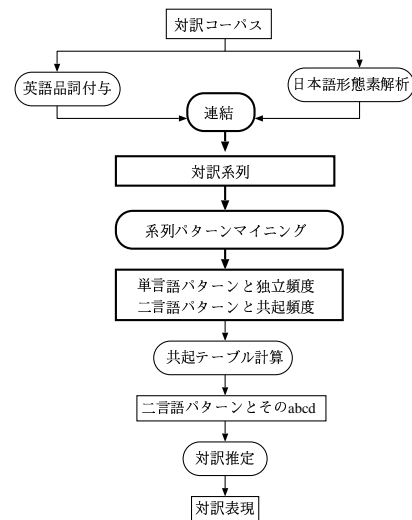 対訳コーパス
英語品詞付与
日本語形態素解析
連結
対訳系列
系列パターンマイニング
単言語パターンと独立頻度
二言語パターンと共起頻度
共起テーブル計算
二言語パターンとそのabcd
対訳推定
対訳表現